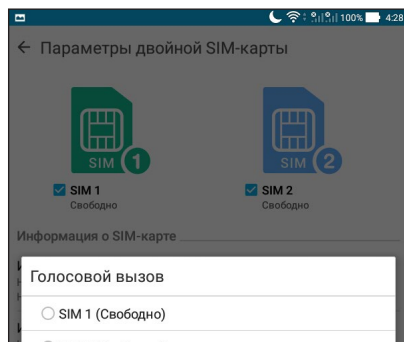 100% 4:28
Параметры двойной SIM-карты
SIM 1 SIM 2
SIM 1 SIM 2
Свободно Свободно
Информация о SIM-карте
Голосовой вызов
SIM 1 (Свободно)